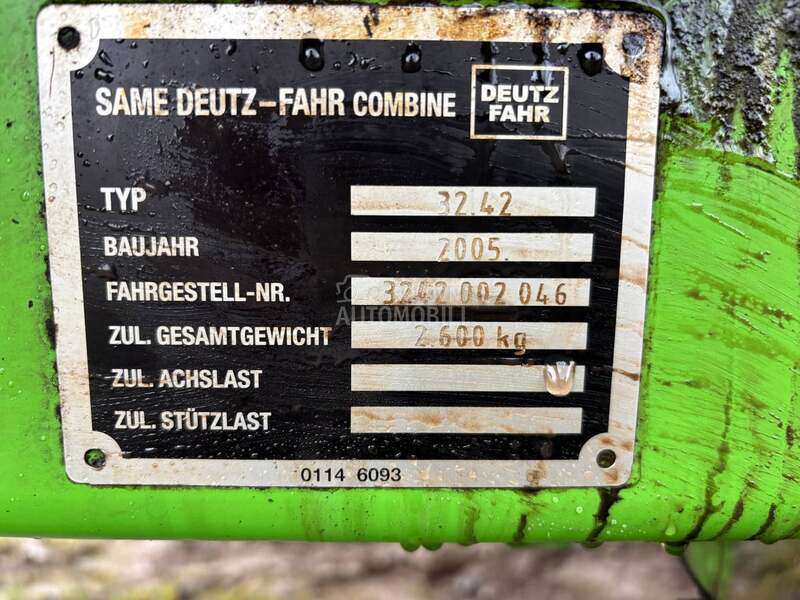 SAME DEUTZ-FAHR COMBINE
DEUTZ
FAHR
TYP 32.42
BAUJAHR 2005
FAHRGESTELL-NR. 3242 002 046
AUTOMOBILI
ZUL. GESAMTGEWICHT 2.600 kg
ZUL. ACHSLAST
ZUL. STÜTZLAST
0114 6093